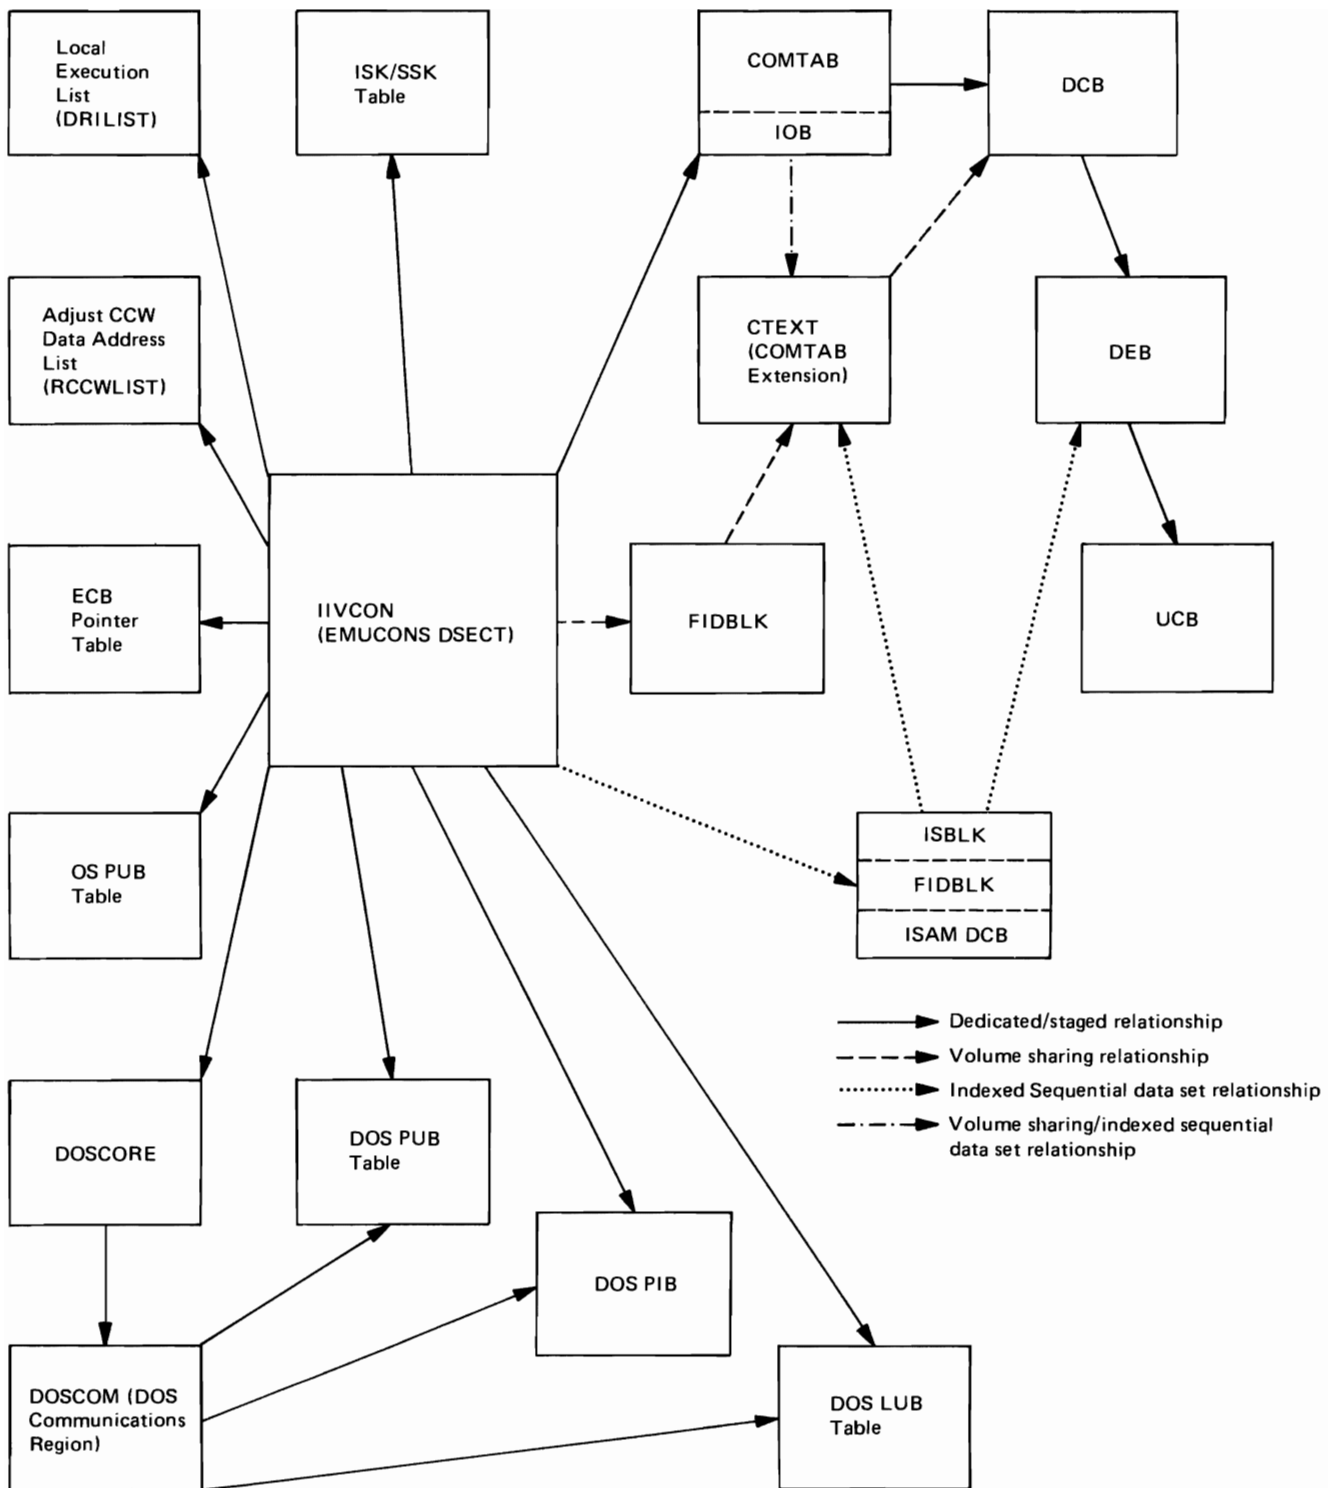 Local
Execution
List
(DRILIST)
ISK/SSK
Table
COMTAB
IOB
DCB
Adjust CCW
Data Address
List
(RCCWLIST)
CTEXT
(COMTAB
Extension)
DEB
ECB
Pointer
Table
IIVCON
(EMUCONS DSECT)
FIDBLK
UCB
OS PUB
Table
ISBLK
FIDBLK
ISAM DCB
Dedicated/staged relationship
Volume sharing relationship
Indexed Sequential data set relationship
Volume sharing/indexed sequential
data set relationship
DOSCORE
DOS PUB
Table
DOS PIB
DOSCOM (DOS
Communications
Region)
DOS LUB
Table